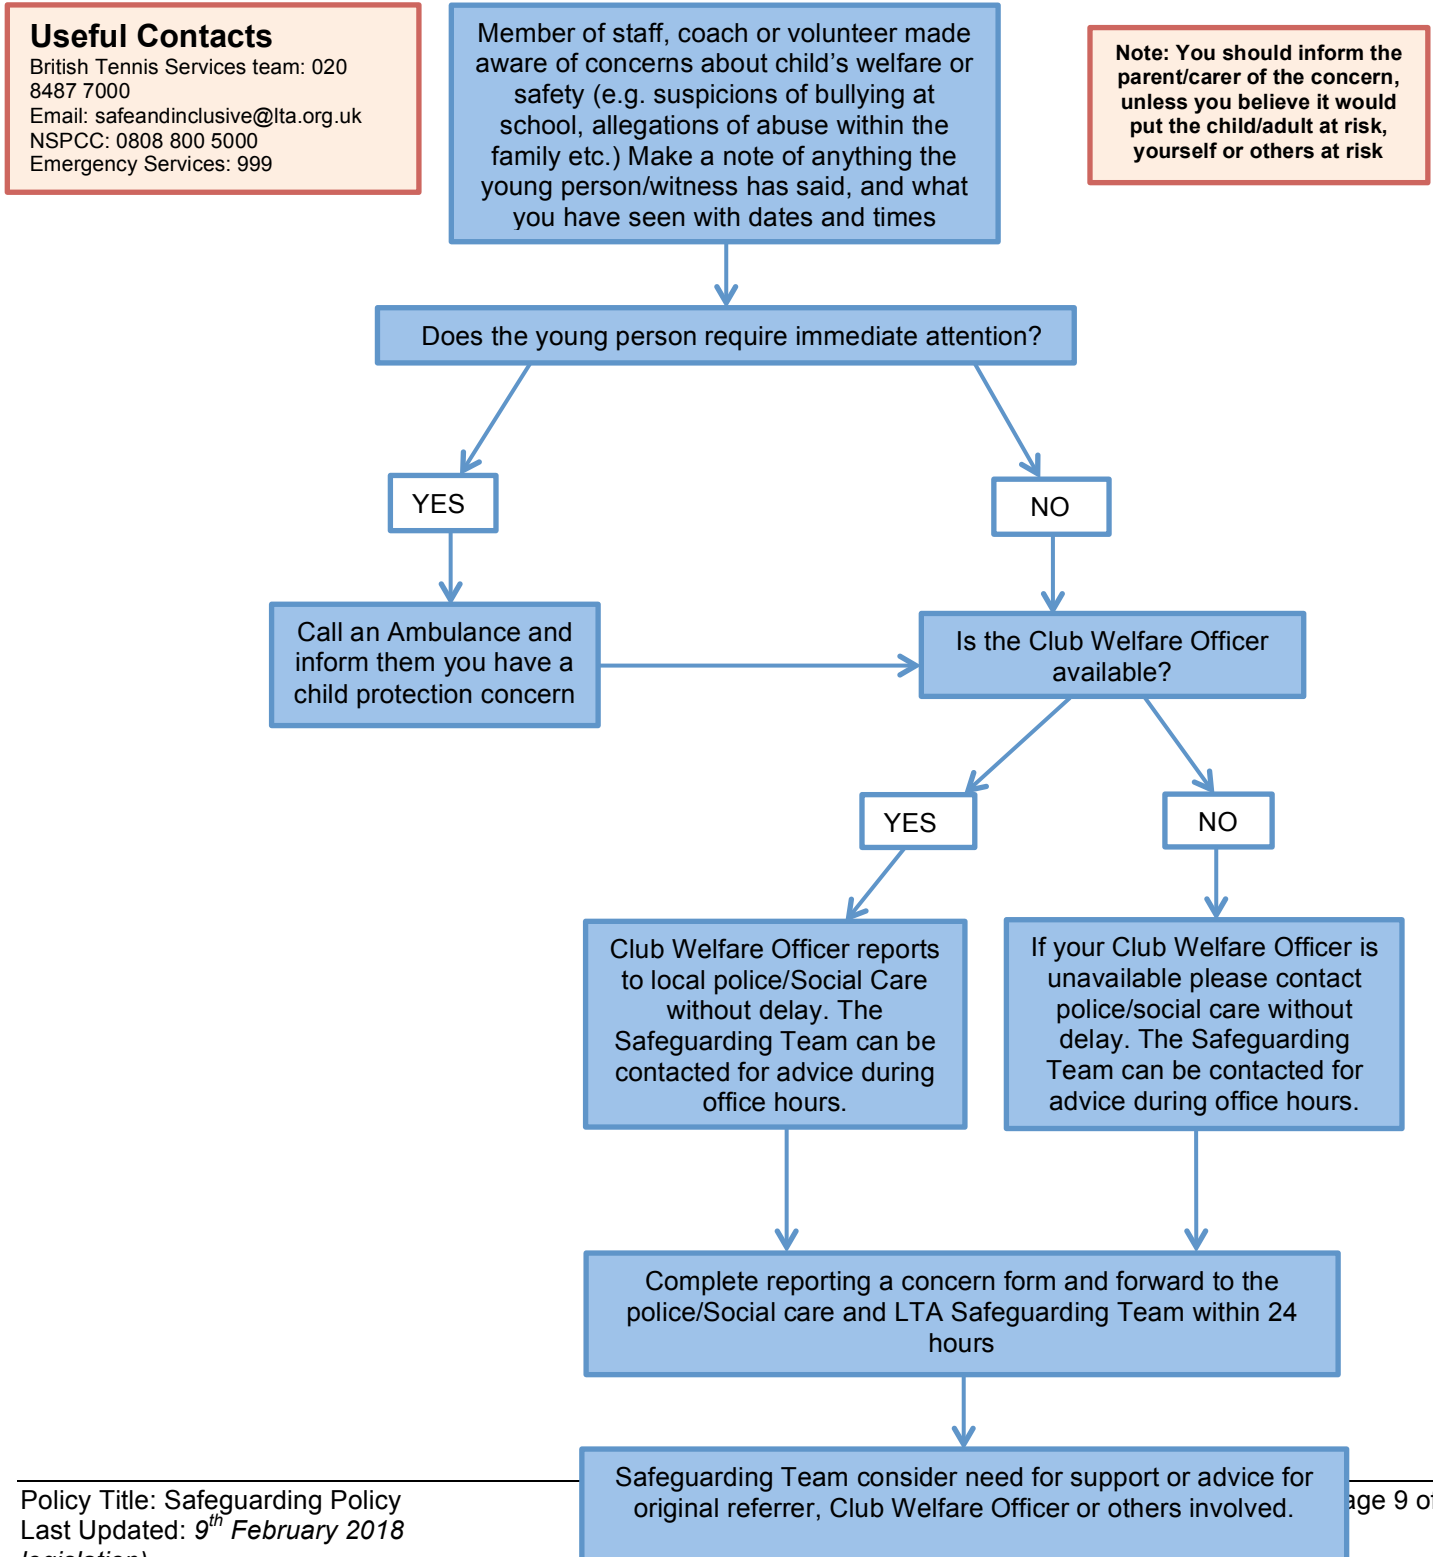 Useful Contacts
British Tennis Services team: 020
8487 7000
Email: safeandinclusive@lta.org.uk
NSPCC: 0808 800 5000
Emergency Services: 999
Member of staff, coach or volunteer made
aware of concerns about child’s welfare or
safety (e.g. suspicions of bullying at
school, allegations of abuse within the
family etc.) Make a note of anything the
young person/witness has said, and what
you have seen with dates and times
Note: You should inform the
parent/carer of the concern,
unless you believe it would
put the child/adult at risk,
yourself or others at risk
Does the young person require immediate attention?
YES
NO
Call an Ambulance and
inform them you have a
child protection concern
Is the Club Welfare Officer
available?
YES
NO
Club Welfare Officer reports
to local police/Social Care
without delay. The
Safeguarding Team can be
contacted for advice during
office hours.
If your Club Welfare Officer is
unavailable please contact
police/social care without
delay. The Safeguarding
Team can be contacted for
advice during office hours.
Complete reporting a concern form and forward to the
police/Social care and LTA Safeguarding Team within 24
hours
Safeguarding Team consider need for support or advice for
original referrer, Club Welfare Officer or others involved.
Policy Title: Safeguarding Policy
Last Updated: 9th February 2018
legislation)
age 9 of